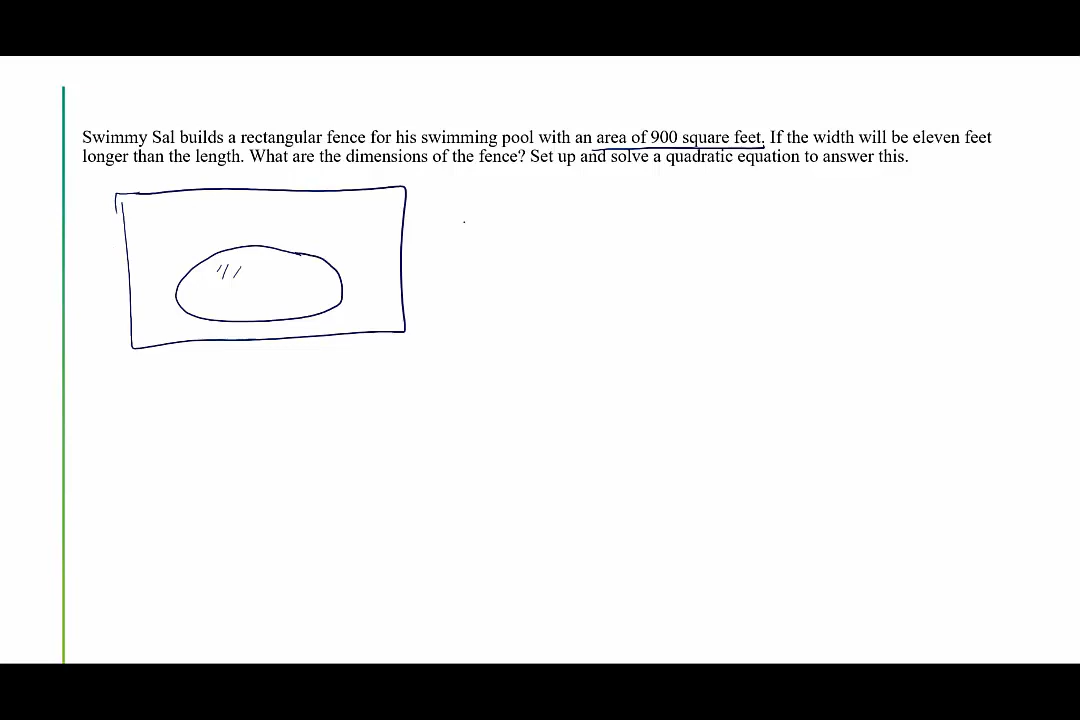 Swimmy Sal builds a rectangular fence for his swimming pool with an area of 900 square feet. If the width will be eleven feet
longer than the length. What are the dimensions of the fence? Set up and solve a quadratic equation to answer this.